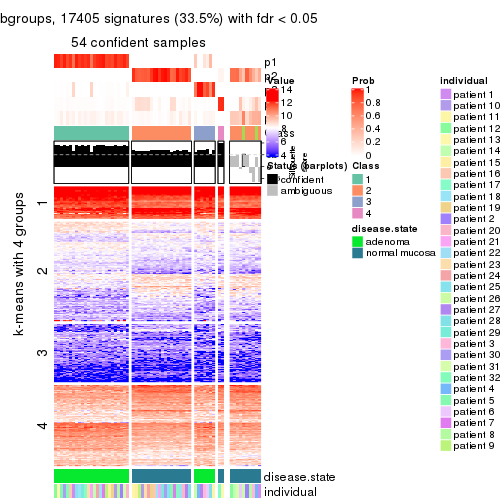 bgroups, 17405 signatures (33.5%) with fdr < 0.05
54 confident samples
p1
p2
k-means with 4 groups
1
2
3
4
Value
14
12
10
8
6
4
Status (barplots)
confident
ambiguous
Silhouette
score
Prob
1
0.8
0.6
0.4
0.2
0
Class
1
2
3
4
disease.state
adenoma
normal mucosa
individual
patient 1
patient 10
patient 11
patient 12
patient 13
patient 14
patient 15
patient 16
patient 17
patient 18
patient 19
patient 2
patient 20
patient 21
patient 22
patient 23
patient 24
patient 25
patient 26
patient 27
patient 28
patient 29
patient 3
patient 30
patient 31
patient 32
patient 4
patient 5
patient 6
patient 7
patient 8
patient 9
disease.state
individual